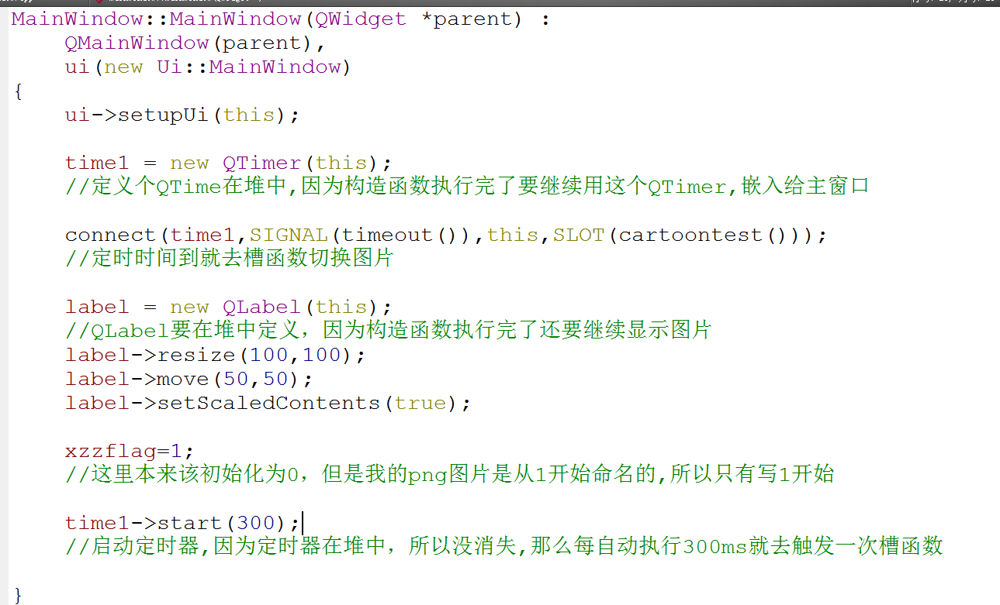 MainWindow::MainWindow(QWidget *parent) :
    QMainWindow(parent),
    ui(new Ui::MainWindow)
{
    ui->setupUi(this);
    time1 = new QTimer(this);
    //定义个QTime在堆中,因为构造函数执行完了要继续用这个QTimer,嵌入给主窗口
    connect(time1,SIGNAL(timeout()),this,SLOT(cartoontest()));
    //定时时间到就去槽函数切换图片
    label = new QLabel(this);
    //QLabel要在堆中定义，因为构造函数执行完了还要继续显示图片
    label->resize(100,100);
    label->move(50,50);
    label->setScaledContents(true);
    xzzflag=1;
    //这里本来该初始化为0，但是我的png图片是从1开始命名的,所以只有写1开始
    time1->start(300);
    //启动定时器,因为定时器在堆中，所以没消失,那么每自动执行300ms就去触发一次槽函数
}